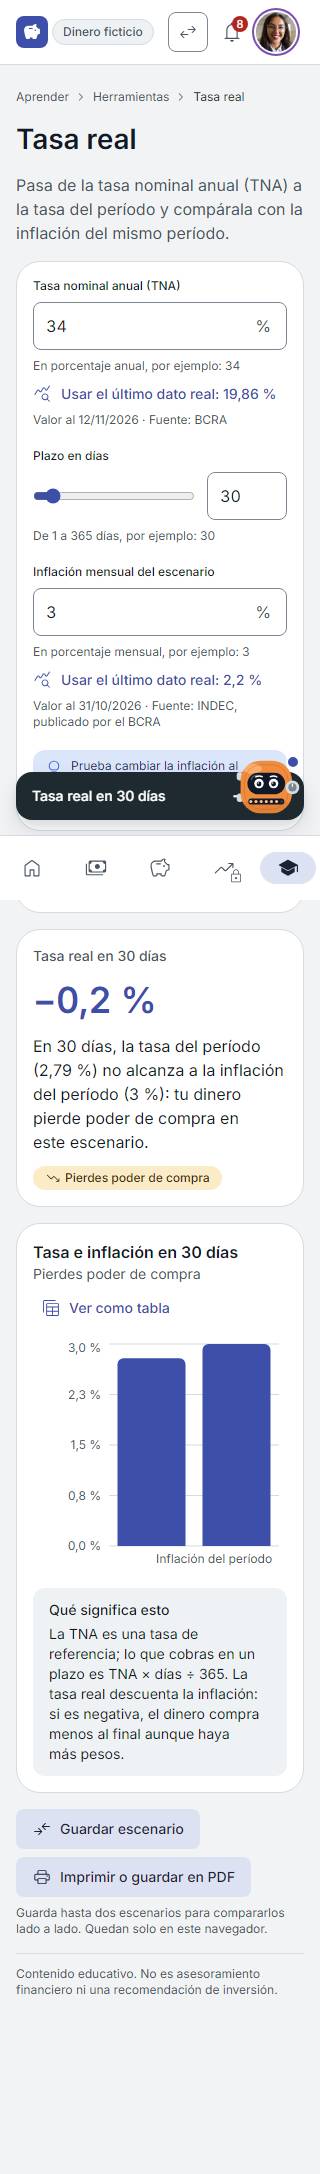 Dinero ficticio
8
Aprender > Herramientas > Tasa real
Tasa real
Pasa de la tasa nominal anual (TNA) a
la tasa del período y compárala con la
inflación del mismo período.
Tasa nominal anual (TNA)
34 %
En porcentaje anual, por ejemplo: 34
Usar el último dato real: 19,86 %
Valor al 12/11/2026 · Fuente: BCRA
Plazo en días
30
De 1 a 365 días, por ejemplo: 30
Inflación mensual del escenario
3 %
En porcentaje mensual, por ejemplo: 3
Usar el último dato real: 2,2 %
Valor al 31/10/2026 · Fuente: INDEC,
publicado por el BCRA
Prueba cambiar la inflación al
Tasa real en 30 días
Tasa real en 30 días
−0,2 %
En 30 días, la tasa del período
(2,79 %) no alcanza a la inflación
del período (3 %): tu dinero
pierde poder de compra en
este escenario.
Pierdes poder de compra
Tasa e inflación en 30 días
Pierdes poder de compra
Ver como tabla
3,0 %
2,3 %
1,5 %
0,8 %
0,0 %
Inflación del período
Qué significa esto
La TNA es una tasa de
referencia; lo que cobras en un
plazo es TNA × días ÷ 365. La
tasa real descuenta la inflación:
si es negativa, el dinero compra
menos al final aunque haya
más pesos.
Guardar escenario
Imprimir o guardar en PDF
Guarda hasta dos escenarios para compararlos
lado a lado. Quedan solo en este navegador.
Contenido educativo. No es asesoramiento
financiero ni una recomendación de inversión.